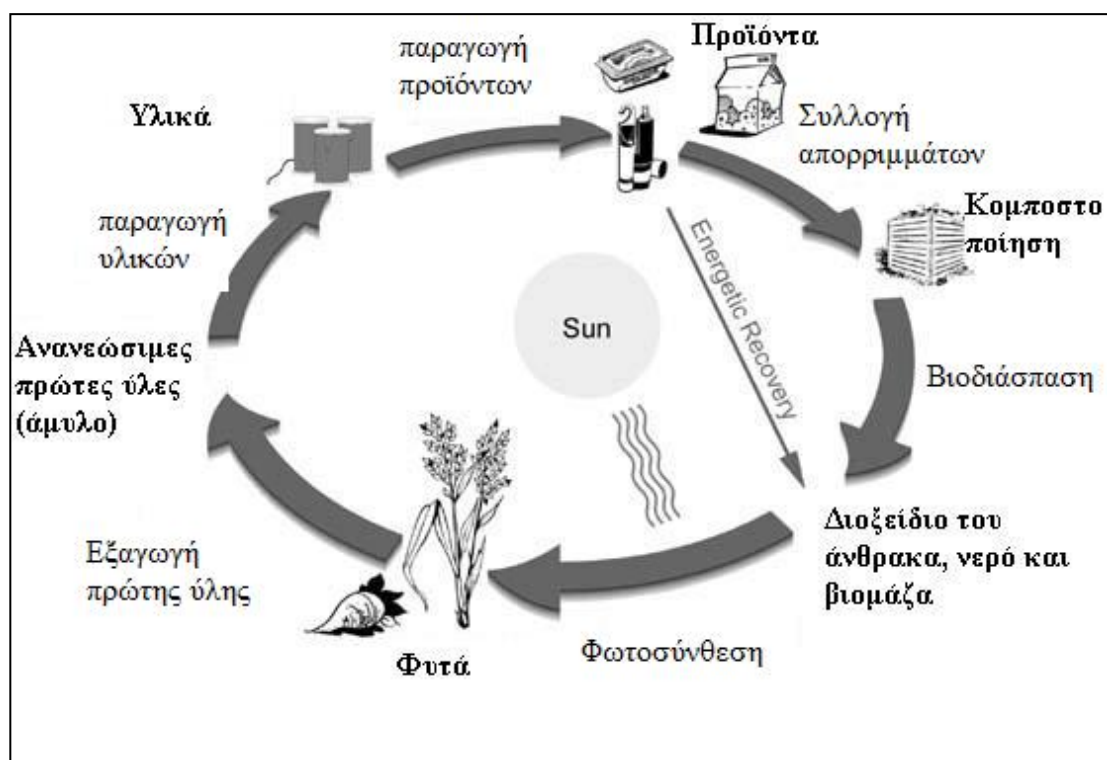 Προϊόντα
παραγωγή
προϊόντων
Υλικά
Συλλογή
απορριμμάτων
Κομποστο
ποίηση
παραγωγή
υλικών
Energetic Recovery
Sun
Ανανεώσιμες
πρώτες ύλες
(άμυλο)
Βιοδιάσπαση
Διοξείδιο του
άνθρακα, νερό και
βιομάζα
Εξαγωγή
πρώτης ύλης
Φωτοσύνθεση
Φυτά